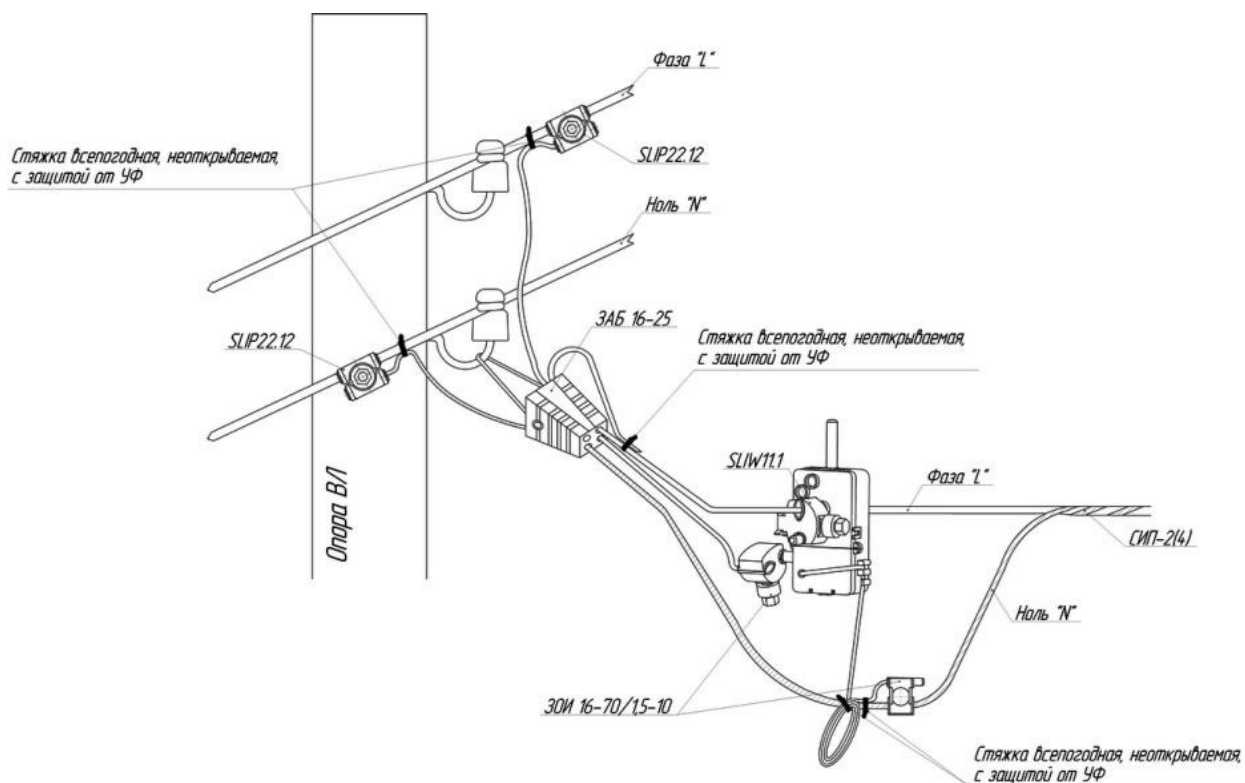 Фаза "L"
Стяжка всепогодная, неоткрываемая,
с защитой от УФ
SLIP22.12
Ноль "N"
ЗАБ 16-25
SLIP22.12
Стяжка всепогодная, неоткрываемая,
с защитой от УФ
SLIW11.1
Фаза "L"
Опора ВЛ
СИП-2(4)
Ноль "N"
ЗОИ 16-70/1,5-10
Стяжка всепогодная, неоткрываемая,
с защитой от УФ